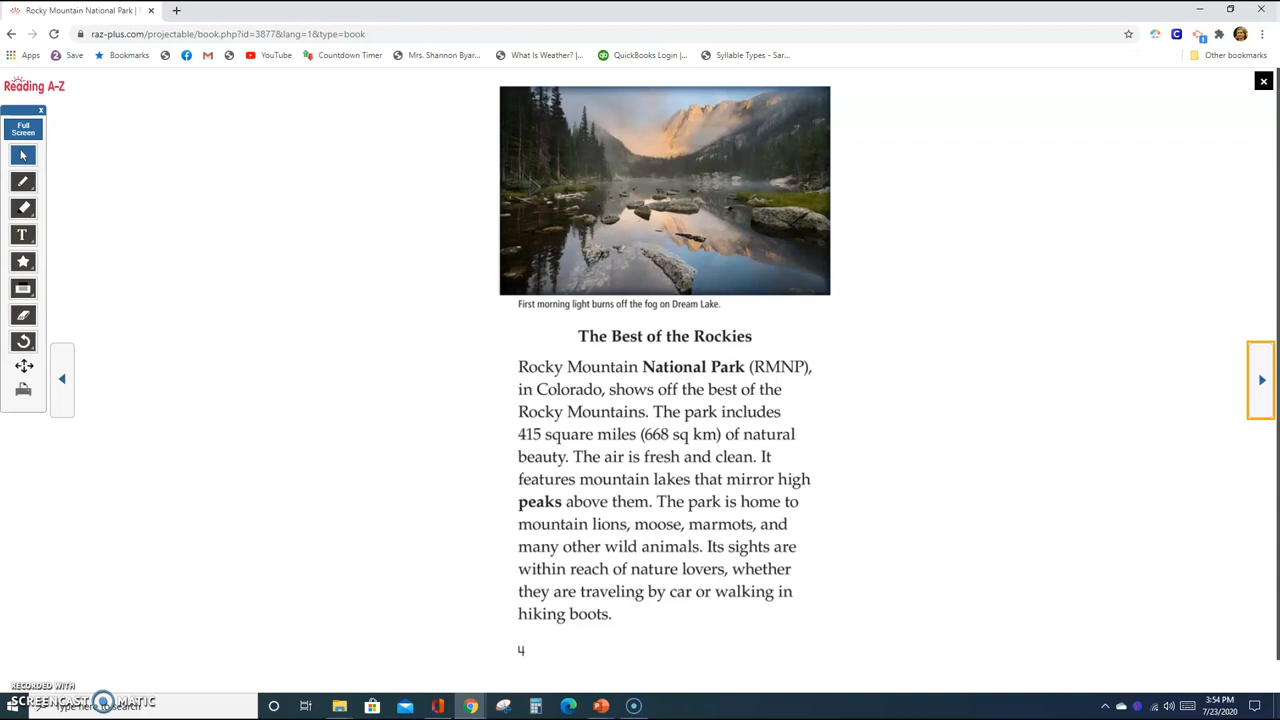 Rocky Mountain National Park |
raz-plus.com/projectable/book.php?id=3877&lang=1&type=book
Apps Save Bookmarks YouTube Countdown Timer Mrs. Shannon Byar... What Is Weather?,... QuickBooks Login |... Syllable Types - Sar... Other bookmarks
Reading A-Z
x
Full
Screen
T
First morning light burns off the fog on Dream Lake.
The Best of the Rockies
Rocky Mountain National Park (RMNP),
in Colorado, shows off the best of the
Rocky Mountains. The park includes
415 square miles (668 sq km) of natural
beauty. The air is fresh and clean. It
features mountain lakes that mirror high
peaks above them. The park is home to
mountain lions, moose, marmots, and
many other wild animals. Its sights are
within reach of nature lovers, whether
they are traveling by car or walking in
hiking boots.
4
RECORDED WITH
SCREENCAST MATIC
Type here to search
3:54 PM
7/23/2020